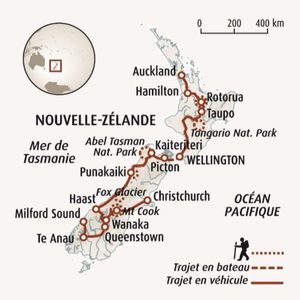 0 200 400 km
Auckland
Hamilton
Rotorua
NOUVELLE-ZÉLANDE
Taupo
Abel Tasman
Nat. Park
Tongario Nat. Park
Mer de
Tasmanie
Kaiteriteri
Picton
WELLINGTON
Punakaiki
Fox Glacier
Christchurch
Haast
Milford Sound
Mt Cook
OCÉAN
PACIFIQUE
Wanaka
Te Anau
Queenstown
Trajet en bateau
Trajet en véhicule